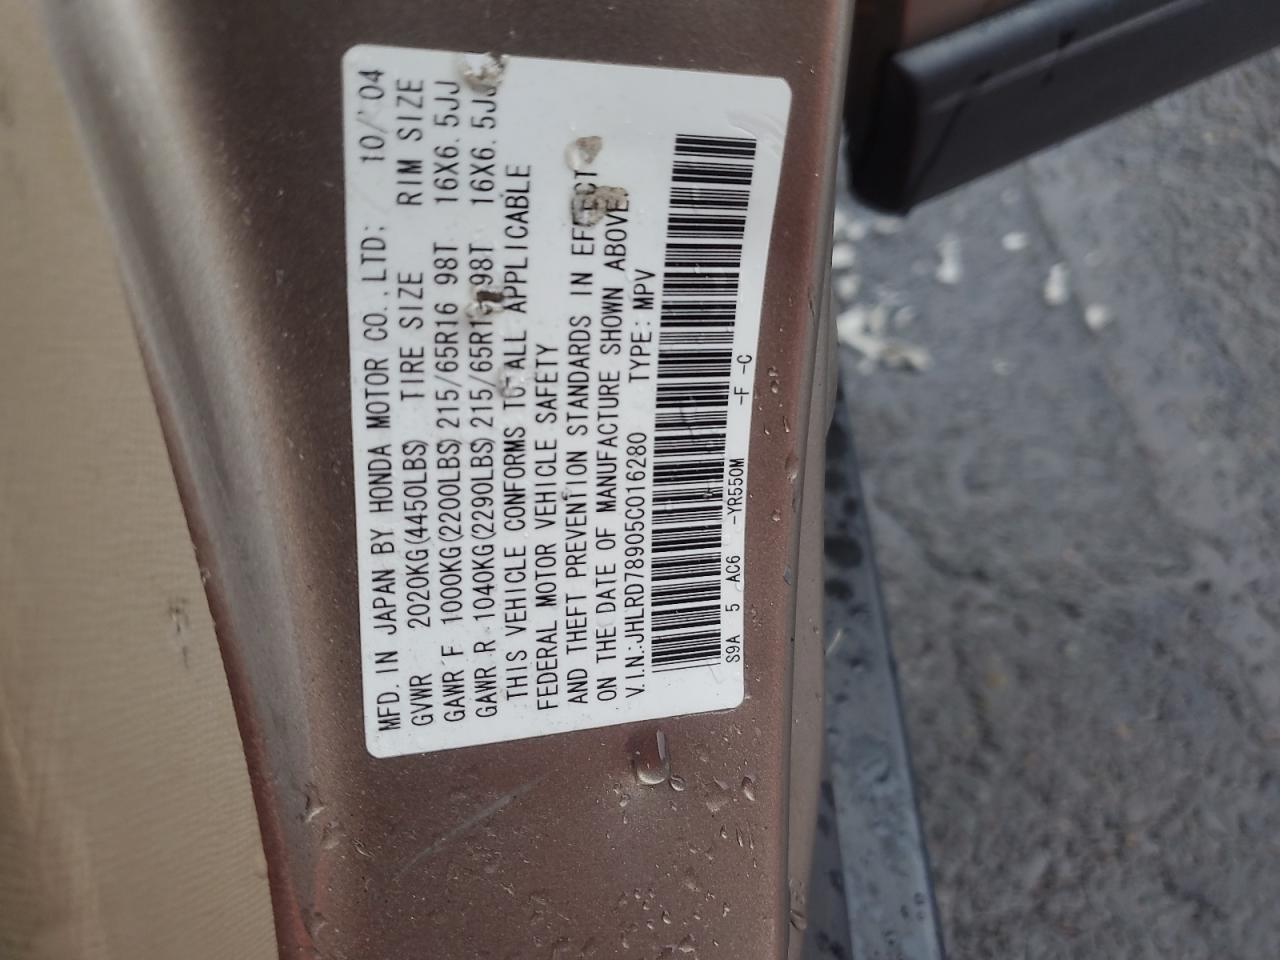 MFD. IN JAPAN BY HONDA MOTOR CO., LTD; 10/'04
GVWR 2020KG(4450LBS) TIRE SIZE RIM SIZE
GAWR F 1000KG(2200LBS) 215/65R16 98T 16X6.5JJ
GAWR R 1040KG(2290LBS) 215/65R16 98T 16X6.5JJ
THIS VEHICLE CONFORMS TO ALL APPLICABLE
FEDERAL MOTOR VEHICLE SAFETY
AND THEFT PREVENTION STANDARDS IN EFFECT
ON THE DATE OF MANUFACTURE SHOWN ABOVE.
V.I.N.:JHLRD78905C016280 TYPE: MPV
S9A 5 AC6 -YR550M -F -C